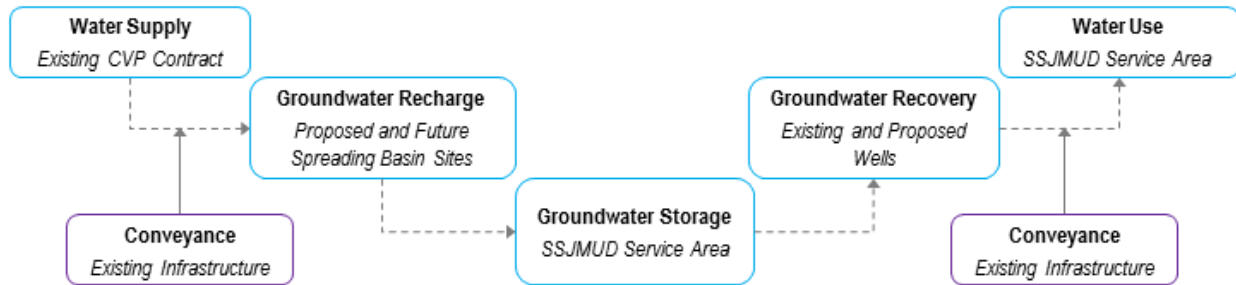 Water Supply
Existing CVP Contract
Groundwater Recharge
Proposed and Future
Spreading Basin Sites
Conveyance
Existing Infrastructure
Groundwater Storage
SSJMUD Service Area
Groundwater Recovery
Existing and Proposed
Wells
Water Use
SSJMUD Service Area
Conveyance
Existing Infrastructure